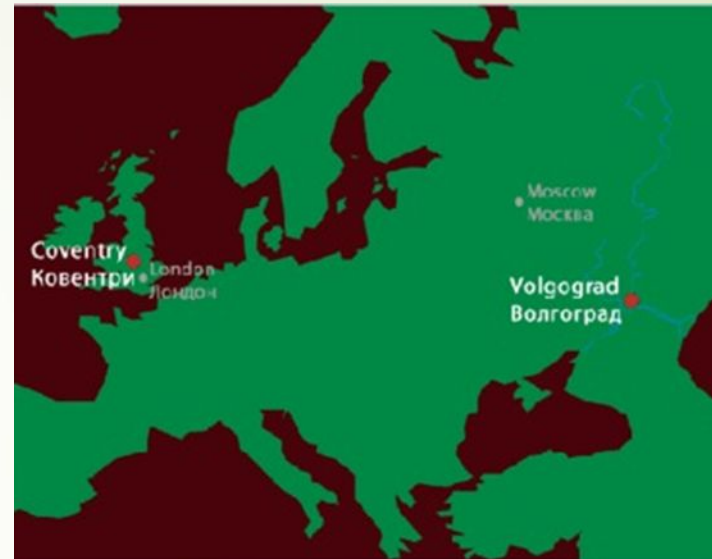 Moscow
Москва
Coventry
Ковентри
London
Лондон
Volgograd
Волгоград